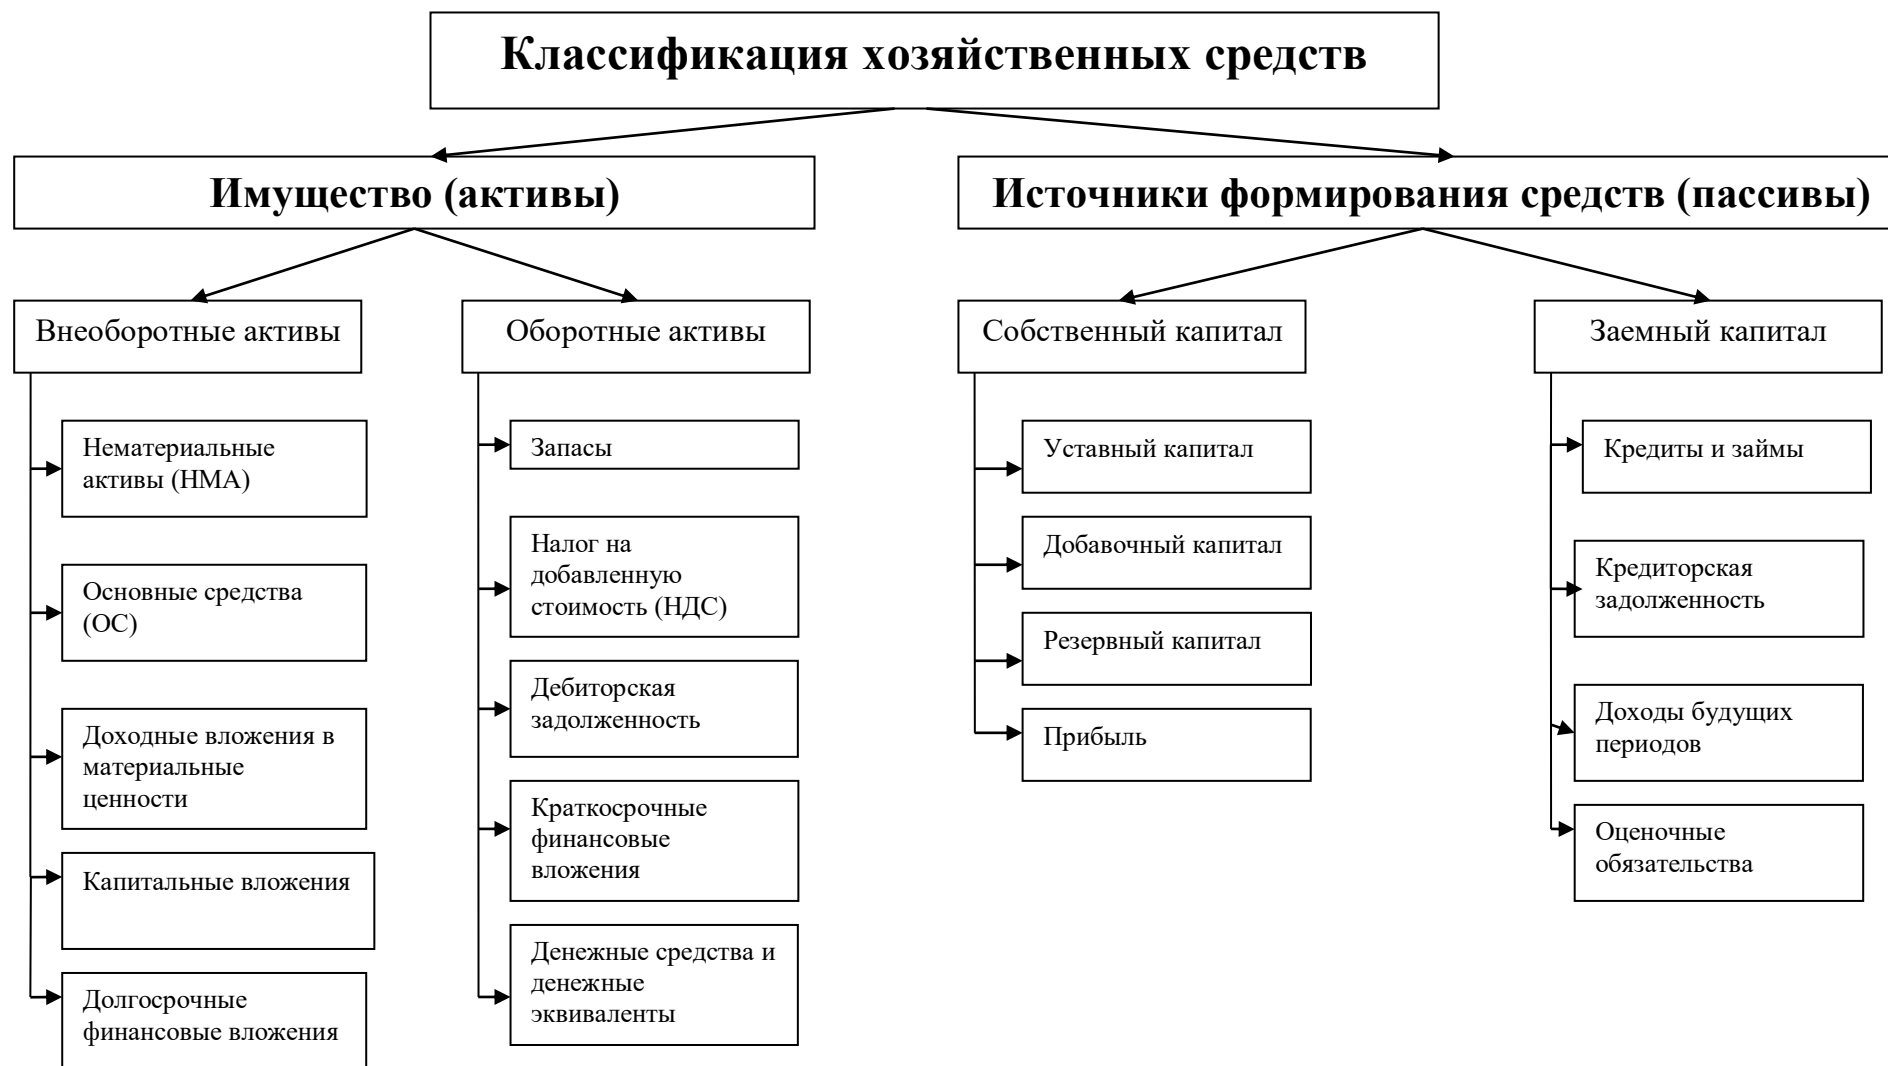 Классификация хозяйственных средств
Имущество (активы)
Источники формирования средств (пассивы)
Внеоборотные активы
Оборотные активы
Собственный капитал
Заемный капитал
Нематериальные
активы (НМА)
Основные средства
(ОС)
Доходные вложения в
материальные
ценности
Капитальные вложения
Долгосрочные
финансовые вложения
Запасы
Налог на
добавленную
стоимость (НДС)
Дебиторская
задолженность
Краткосрочные
финансовые
вложения
Денежные средства и
денежные
эквиваленты
Уставный капитал
Добавочный капитал
Резервный капитал
Прибыль
Кредиты и займы
Кредиторская
задолженность
Доходы будущих
периодов
Оценочные
обязательства